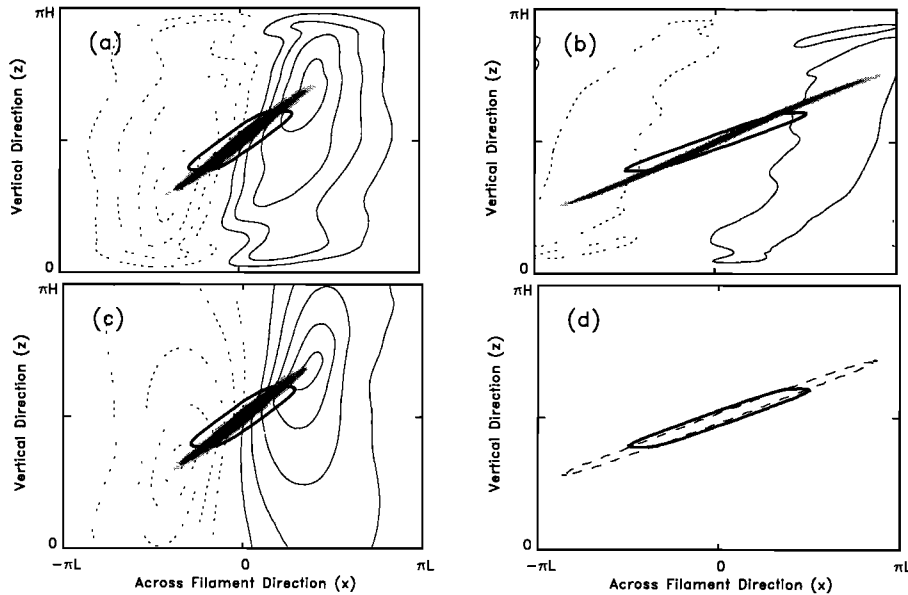 πH
(a)
(b)
Vertical Direction (z)
Vertical Direction (z)
0
0
πH
πH
(c)
(d)
Vertical Direction (z)
Vertical Direction (z)
0
0
−πL
0
πL
−πL
0
πL
Across Filament Direction (x)
Across Filament Direction (x)